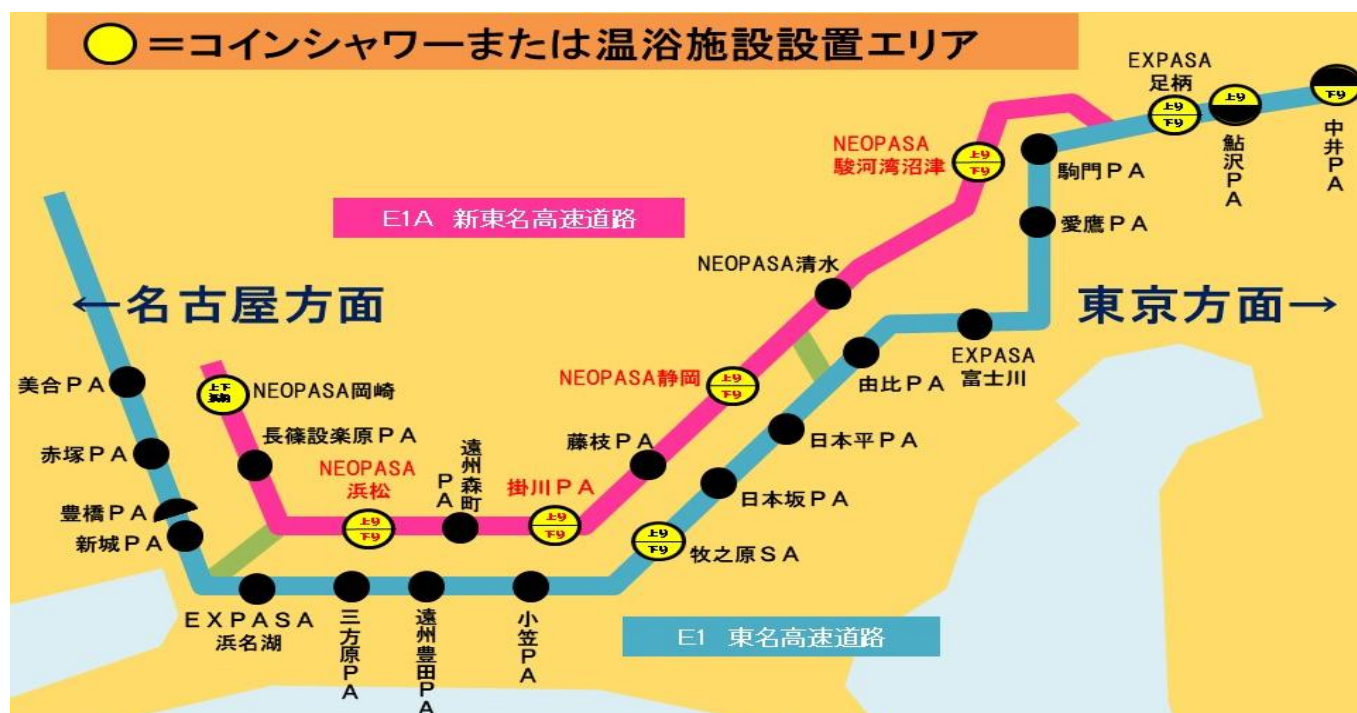 =コインシャワーまたは温浴施設設置エリア
EXPASA
足柄
上り
下り
上り
鮎沢PA
下り
中井PA
NEOPASA
駿河湾沼津
上り
下り
駒門PA
愛鷹PA
E1A 新東名高速道路
NEOPASA清水
←名古屋方面
東京方面→
EXPASA
富士川
由比PA
NEOPASA静岡
上り
下り
美合PA
上下
NEOPASA岡崎
長篠設楽原PA
日本平PA
赤塚PA
藤枝PA
NEOPASA
浜松
上り
下り
遠州森町
PA
掛川PA
上り
下り
日本坂PA
豊橋PA
新城PA
上り
下り
牧之原SA
EXPASA
浜名湖
三方原PA
遠州豊田PA
小笠PA
E1 東名高速道路